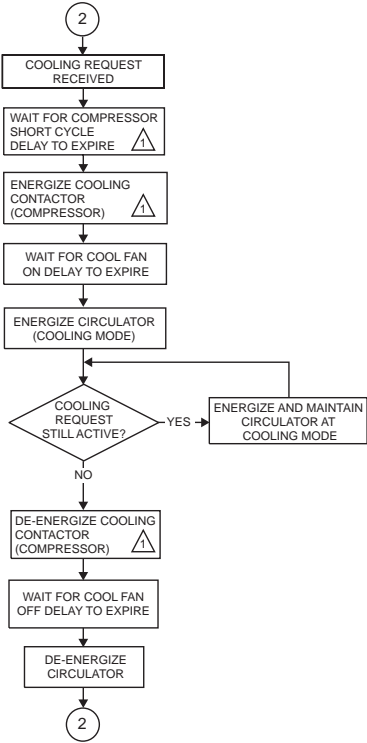 2
COOLING REQUEST
RECEIVED
WAIT FOR COMPRESSOR
SHORT CYCLE
DELAY TO EXPIRE
1
ENERGIZE COOLING
CONTACTOR
(COMPRESSOR)
1
WAIT FOR COOL FAN
ON DELAY TO EXPIRE
ENERGIZE CIRCULATOR
(COOLING MODE)
COOLING
REQUEST
STILL ACTIVE?
YES
ENERGIZE AND MAINTAIN
CIRCULATOR AT
COOLING MODE
NO
DE-ENERGIZE COOLING
CONTACTOR
(COMPRESSOR)
1
WAIT FOR COOL FAN
OFF DELAY TO EXPIRE
DE-ENERGIZE
CIRCULATOR
2